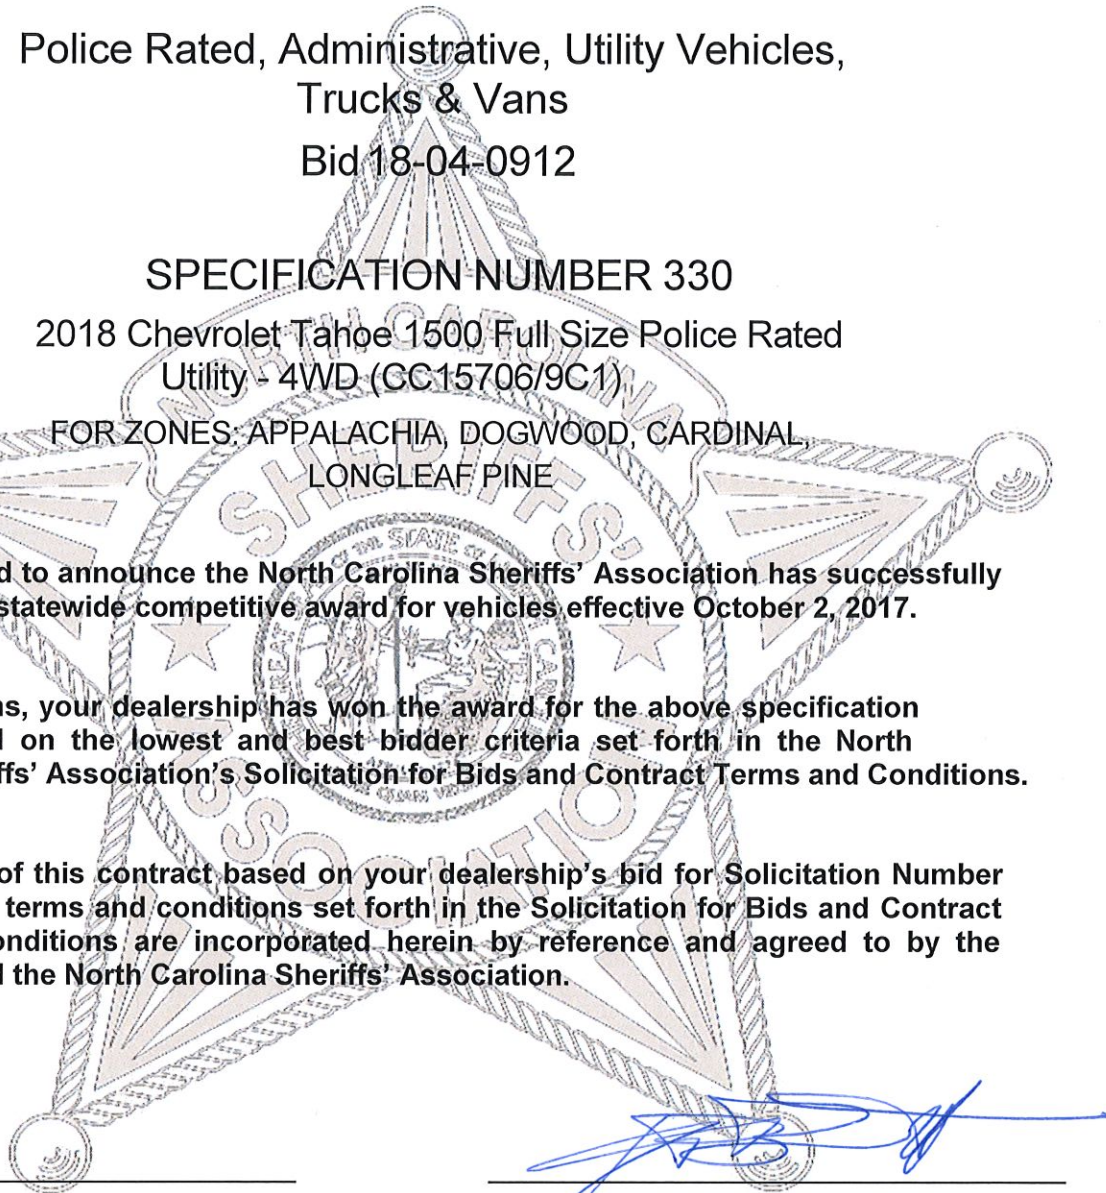 Police Rated, Administrative, Utility Vehicles,
Trucks & Vans
Bid 18-04-0912
SPECIFICATION NUMBER 330
2018 Chevrolet Tahoe 1500 Full Size Police Rated
Utility - 4WD (CC15706/9C1)
FOR ZONES: APPALACHIA, DOGWOOD, CARDINAL,
LONGLEAF PINE
NORTH CAROLINA
SHERIFFS'
d to announce the North Carolina Sheriffs' Association has successfully
statewide competitive award for vehicles effective October 2, 2017.
s, your dealership has won the award for the above specification
on the lowest and best bidder criteria set forth in the North
ffs' Association's Solicitation for Bids and Contract Terms and Conditions.
ASSOCIATION
of this contract based on your dealership's bid for Solicitation Number
terms and conditions set forth in the Solicitation for Bids and Contract
onditions are incorporated herein by reference and agreed to by the
the North Carolina Sheriffs' Association.